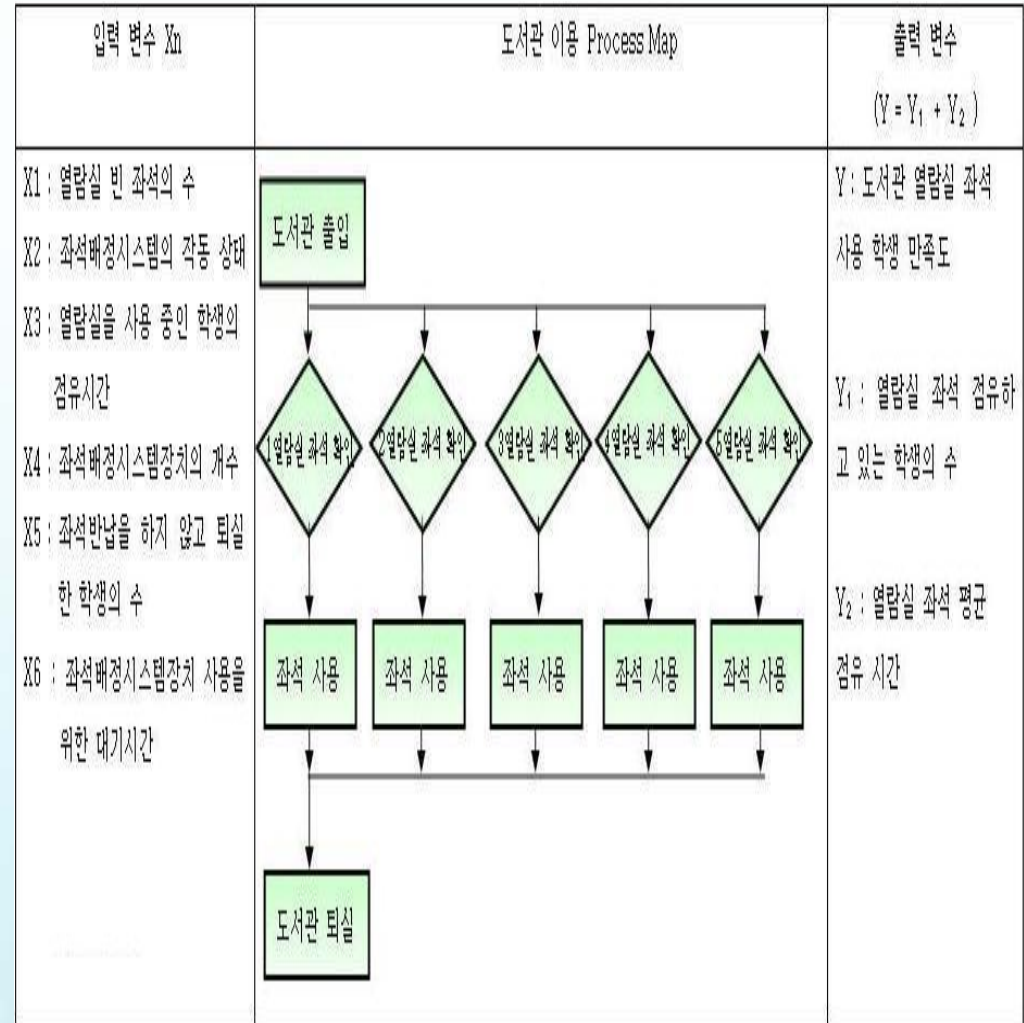 입력 변수 Xn
도서관 이용 Process Map
출력 변수
(Y = Y₁ + Y₂ )
X1 : 열람실 빈 좌석의 수
X2 : 좌석배정시스템의 작동 상태
X3 : 열람실을 사용 중인 학생의
점유시간
X4 : 좌석배정시스템장치의 개수
X5 : 좌석반납을 하지 않고 퇴실
한 학생의 수
X6 : 좌석배정시스템장치 사용을
위한 대기시간
도서관 출입
1열람실 좌석 확인
2열람실 좌석 확인
3열람실 좌석 확인
4열람실 좌석 확인
5열람실 좌석 확인
좌석 사용
좌석 사용
좌석 사용
좌석 사용
좌석 사용
도서관 퇴실
Y : 도서관 열람실 좌석
사용 학생 만족도
Y₁ : 열람실 좌석 점유하
고 있는 학생의 수
Y₂ : 열람실 좌석 평균
점유 시간